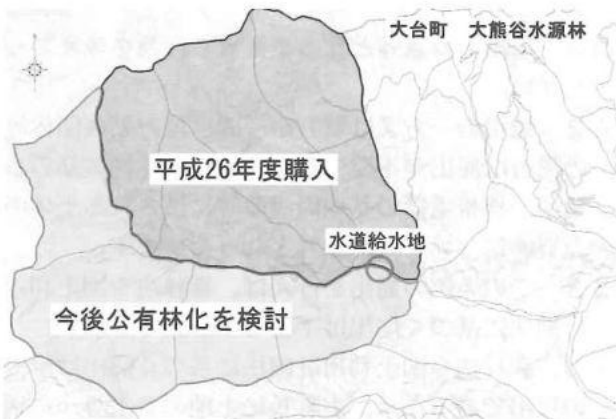 大台町　大熊谷水源林
平成26年度購入
水道給水地
今後公有林化を検討